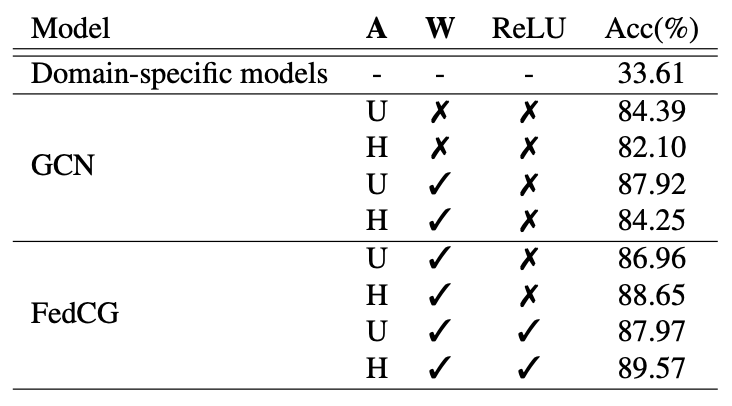 Model A W ReLU Acc(%)
Domain-specific models - - - 33.61
U ✗ ✗ 84.39
H ✗ ✗ 82.10
GCN
U ✓ ✗ 87.92
H ✓ ✗ 84.25
U ✓ ✗ 86.96
H ✓ ✗ 88.65
FedCG
U ✓ ✓ 87.97
H ✓ ✓ 89.57